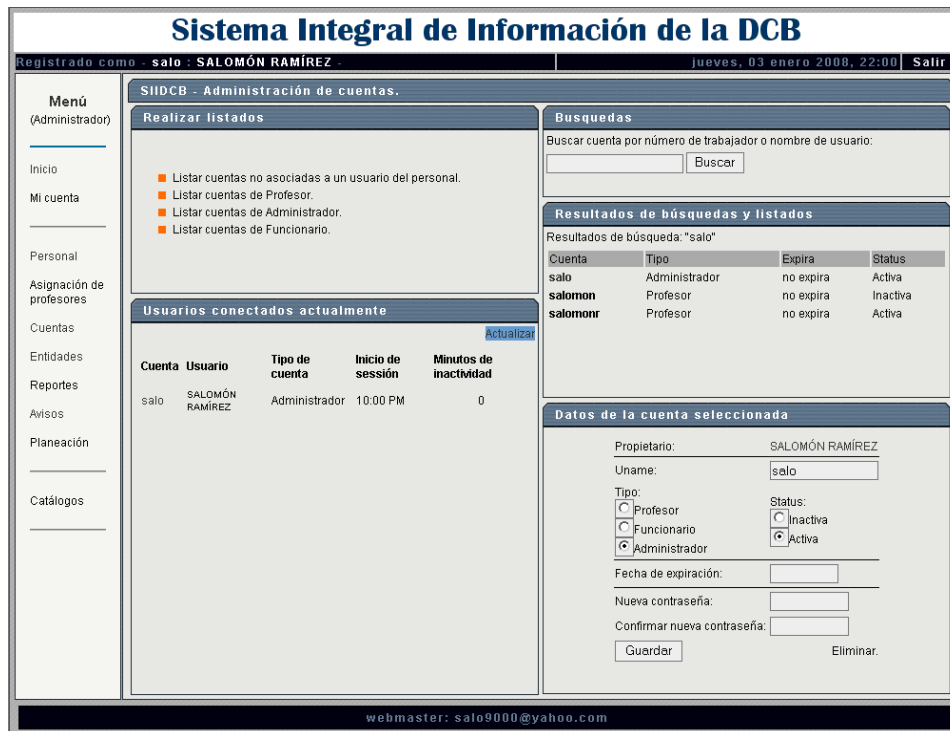 Sistema Integral de Información de la DCB
Registrado como - salo : SALOMÓN RAMÍREZ -
jueves, 03 enero 2008, 22:00
Salir
Menú
(Administrador)
Inicio
Mi cuenta
Personal
Asignación de
profesores
Cuentas
Entidades
Reportes
Avisos
Planeación
Catálogos
SIIDCB - Administración de cuentas.
Realizar listados
Listar cuentas no asociadas a un usuario del personal.
Listar cuentas de Profesor.
Listar cuentas de Administrador.
Listar cuentas de Funcionario.
Usuarios conectados actualmente
Actualizar
Cuenta Usuario Tipo de cuenta Inicio de sessión Minutos de inactividad
salo SALOMÓN RAMÍREZ Administrador 10:00 PM 0
Busquedas
Buscar cuenta por número de trabajador o nombre de usuario:
Buscar
Resultados de búsquedas y listados
Resultados de búsqueda: "salo"
Cuenta Tipo Expira Status
salo Administrador no expira Activa
salomon Profesor no expira Inactiva
salomonr Profesor no expira Activa
Datos de la cuenta seleccionada
Propietario: SALOMÓN RAMÍREZ
Uname: salo
Tipo:
Profesor
Funcionario
Administrador
Status:
Inactiva
Activa
Fecha de expiración:
Nueva contraseña:
Confirmar nueva contraseña:
Guardar
Eliminar.
webmaster: salo9000@yahoo.com